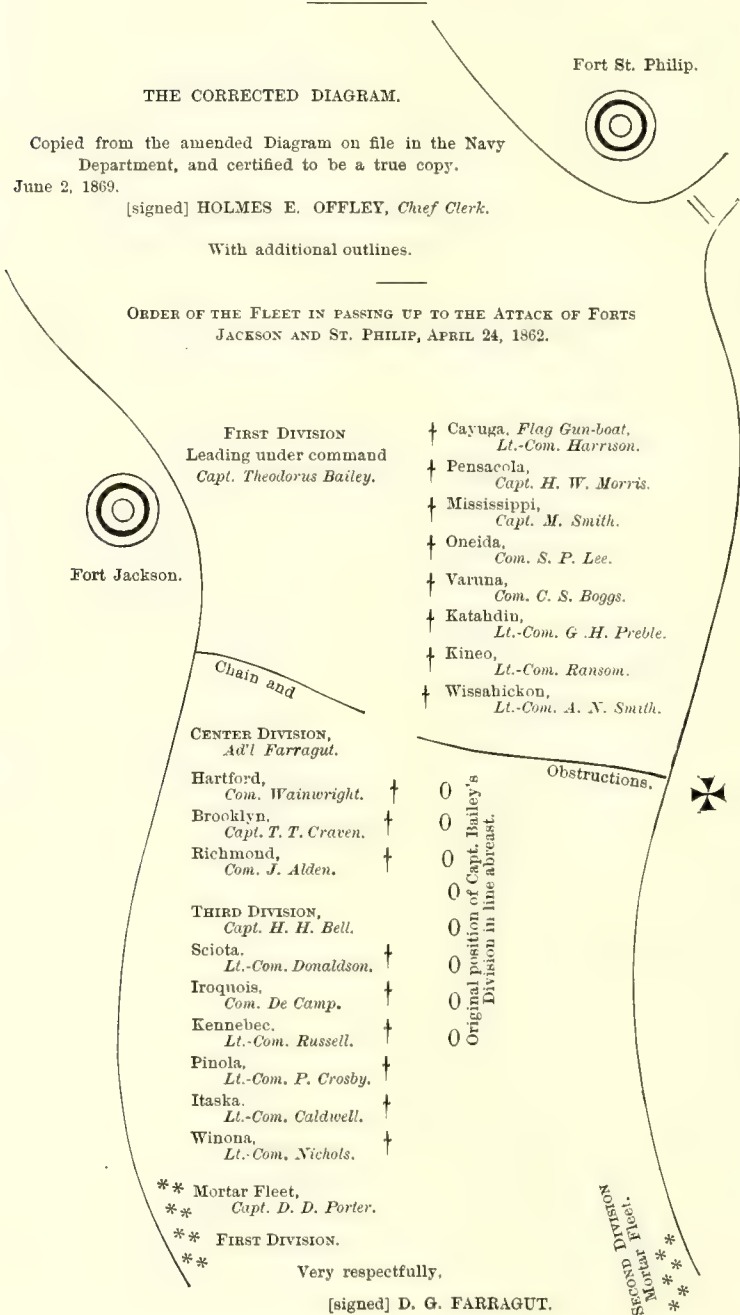 Fort St. Philip.
THE CORRECTED DIAGRAM.
Copied from the amended Diagram on file in the Navy
Department, and certified to be a true copy.
June 2, 1869.
[signed] HOLMES E. OFFLEY, Chief Clerk.
With additional outlines.
ORDER OF THE FLEET IN PASSING UP TO THE ATTACK OF FORTS
JACKSON AND ST. PHILIP, APRIL 24, 1862.
FIRST DIVISION
Leading under command
Capt. Theodorus Bailey.
Cayuga, Flag Gun-boat.
Lt.-Com. Harrison.
Pensacola,
Capt. H. W. Morris.
Mississippi,
Capt. M. Smith.
Oneida,
Com. S. P. Lee.
Varuna,
Com. C. S. Boggs.
Katahdin,
Lt.-Com. G .H. Preble.
Kineo,
Lt.-Com. Ransom.
Wissahickon,
Lt.-Com. A. N. Smith.
Fort Jackson.
Chain and
Obstructions.
CENTER DIVISION,
Ad'l Farragut.
Hartford,
Com. Wainwright.
Brooklyn.
Capt. T. T. Craven.
Richmond,
Com. J. Alden.
THIRD DIVISION,
Capt. H. H. Bell.
Sciota.
Lt.-Com. Donaldson.
Iroquois,
Com. De Camp.
Kennebec.
Lt.-Com. Russell.
Pinola,
Lt.-Com. P. Crosby.
Itaska.
Lt.-Com. Caldwell.
Winona,
Lt.-Com. Nichols.
Original position of Capt. Bailey's
Division in line abreast.
Mortar Fleet,
Capt. D. D. Porter.
FIRST DIVISION.
SECOND DIVISION
Mortar Fleet.
Very respectfully,
[signed] D. G. FARRAGUT.